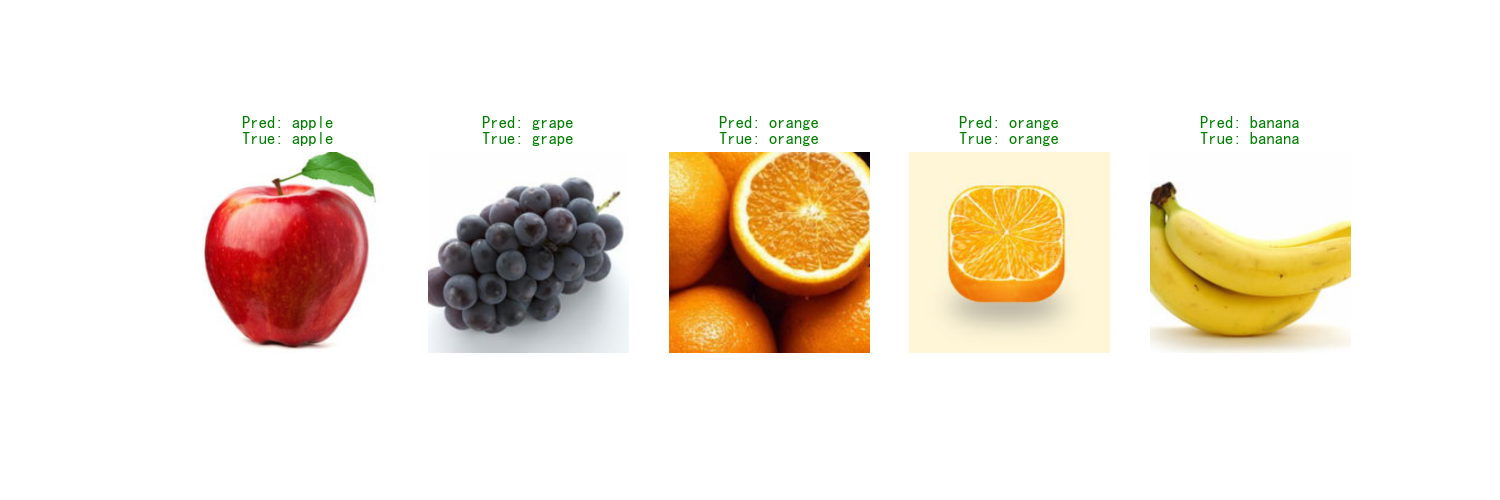 Pred: apple
True: apple
Pred: grape
True: grape
Pred: orange
True: orange
Pred: orange
True: orange
Pred: banana
True: banana